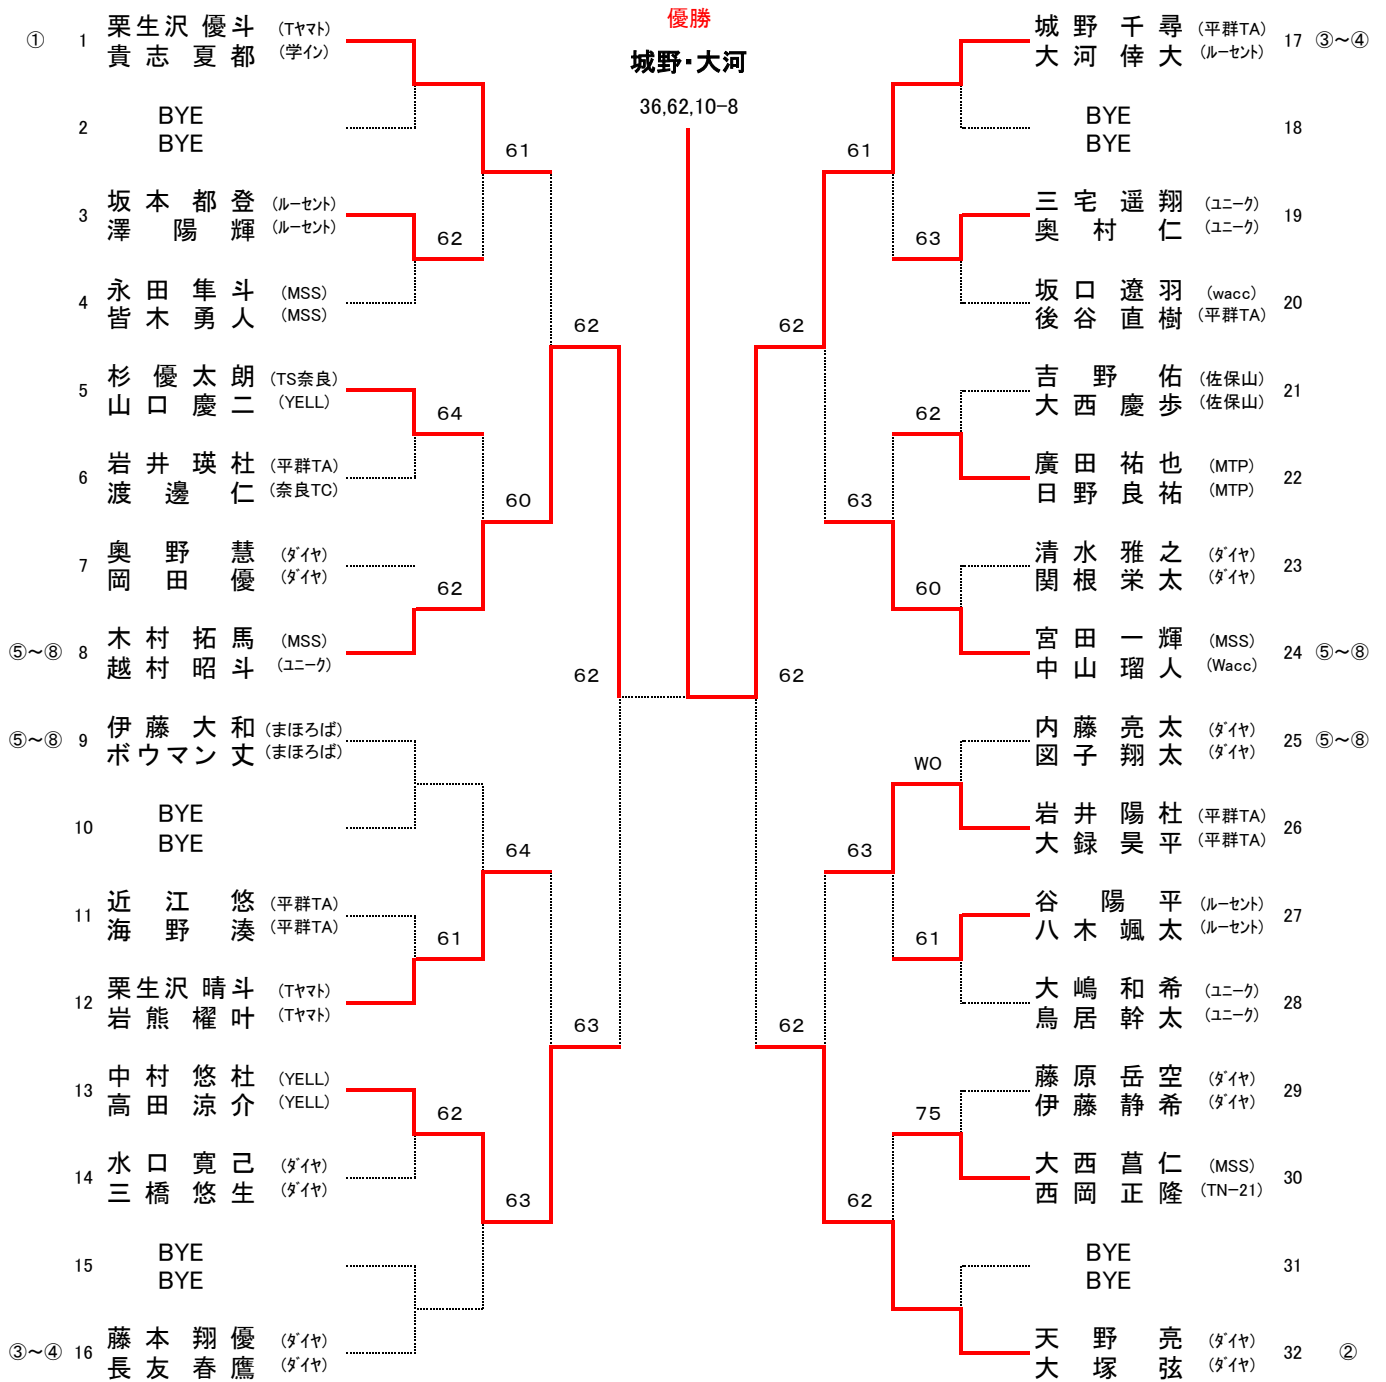 優勝
城野・大河
36,62,10-8
① 1 栗生沢 優斗 (Tヤマト)
貴志夏都 (学イン)
2 BYE
BYE
3 坂本都登 (ルーセント)
澤陽輝 (ルーセント)
4 永田隼斗 (MSS)
皆木勇人 (MSS)
5 杉優太朗 (TS奈良)
山口慶二 (YELL)
6 岩井瑛杜 (平群TA)
渡邊仁 (奈良TC)
7 奥野慧 (ダイヤ)
岡田優 (ダイヤ)
⑤～⑧ 8 木村拓馬 (MSS)
越村昭斗 (ユニーク)
⑤～⑧ 9 伊藤大和 (まほろば)
ボウマン丈 (まほろば)
10 BYE
BYE
11 近江悠 (平群TA)
海野湊 (平群TA)
12 栗生沢晴斗 (Tヤマト)
岩熊櫂叶 (Tヤマト)
13 中村悠杜 (YELL)
高田涼介 (YELL)
14 水口寛己 (ダイヤ)
三橋悠生 (ダイヤ)
15 BYE
BYE
③～④ 16 藤本翔優 (ダイヤ)
長友春鷹 (ダイヤ)
62
64
62
61
62
61
60
64
63
62
63
62
城野千尋 (平群TA) 17 ③～④
大河倖大 (ルーセント)
BYE 18
BYE
三宅遥翔 (ユニーク) 19
奥村仁 (ユニーク)
坂口遼羽 (wacc) 20
後谷直樹 (平群TA)
吉野佑 (佐保山) 21
大西慶歩 (佐保山)
廣田祐也 (MTP) 22
日野良祐 (MTP)
清水雅之 (ダイヤ) 23
関根栄太 (ダイヤ)
宮田一輝 (MSS) 24 ⑤～⑧
中山瑠人 (Wacc)
内藤亮太 (ダイヤ) 25 ⑤～⑧
図子翔太 (ダイヤ)
岩井陽杜 (平群TA) 26
大録昊平 (平群TA)
谷陽平 (ルーセント) 27
八木颯太 (ルーセント)
大嶋和希 (ユニーク) 28
鳥居幹太 (ユニーク)
藤原岳空 (ダイヤ) 29
伊藤静希 (ダイヤ)
大西菖仁 (MSS) 30
西岡正隆 (TN-21)
BYE 31
BYE
天野亮 (ダイヤ) 32 ②
大塚弦 (ダイヤ)
63
62
60
WO
61
75
61
63
63
62
62
62
62